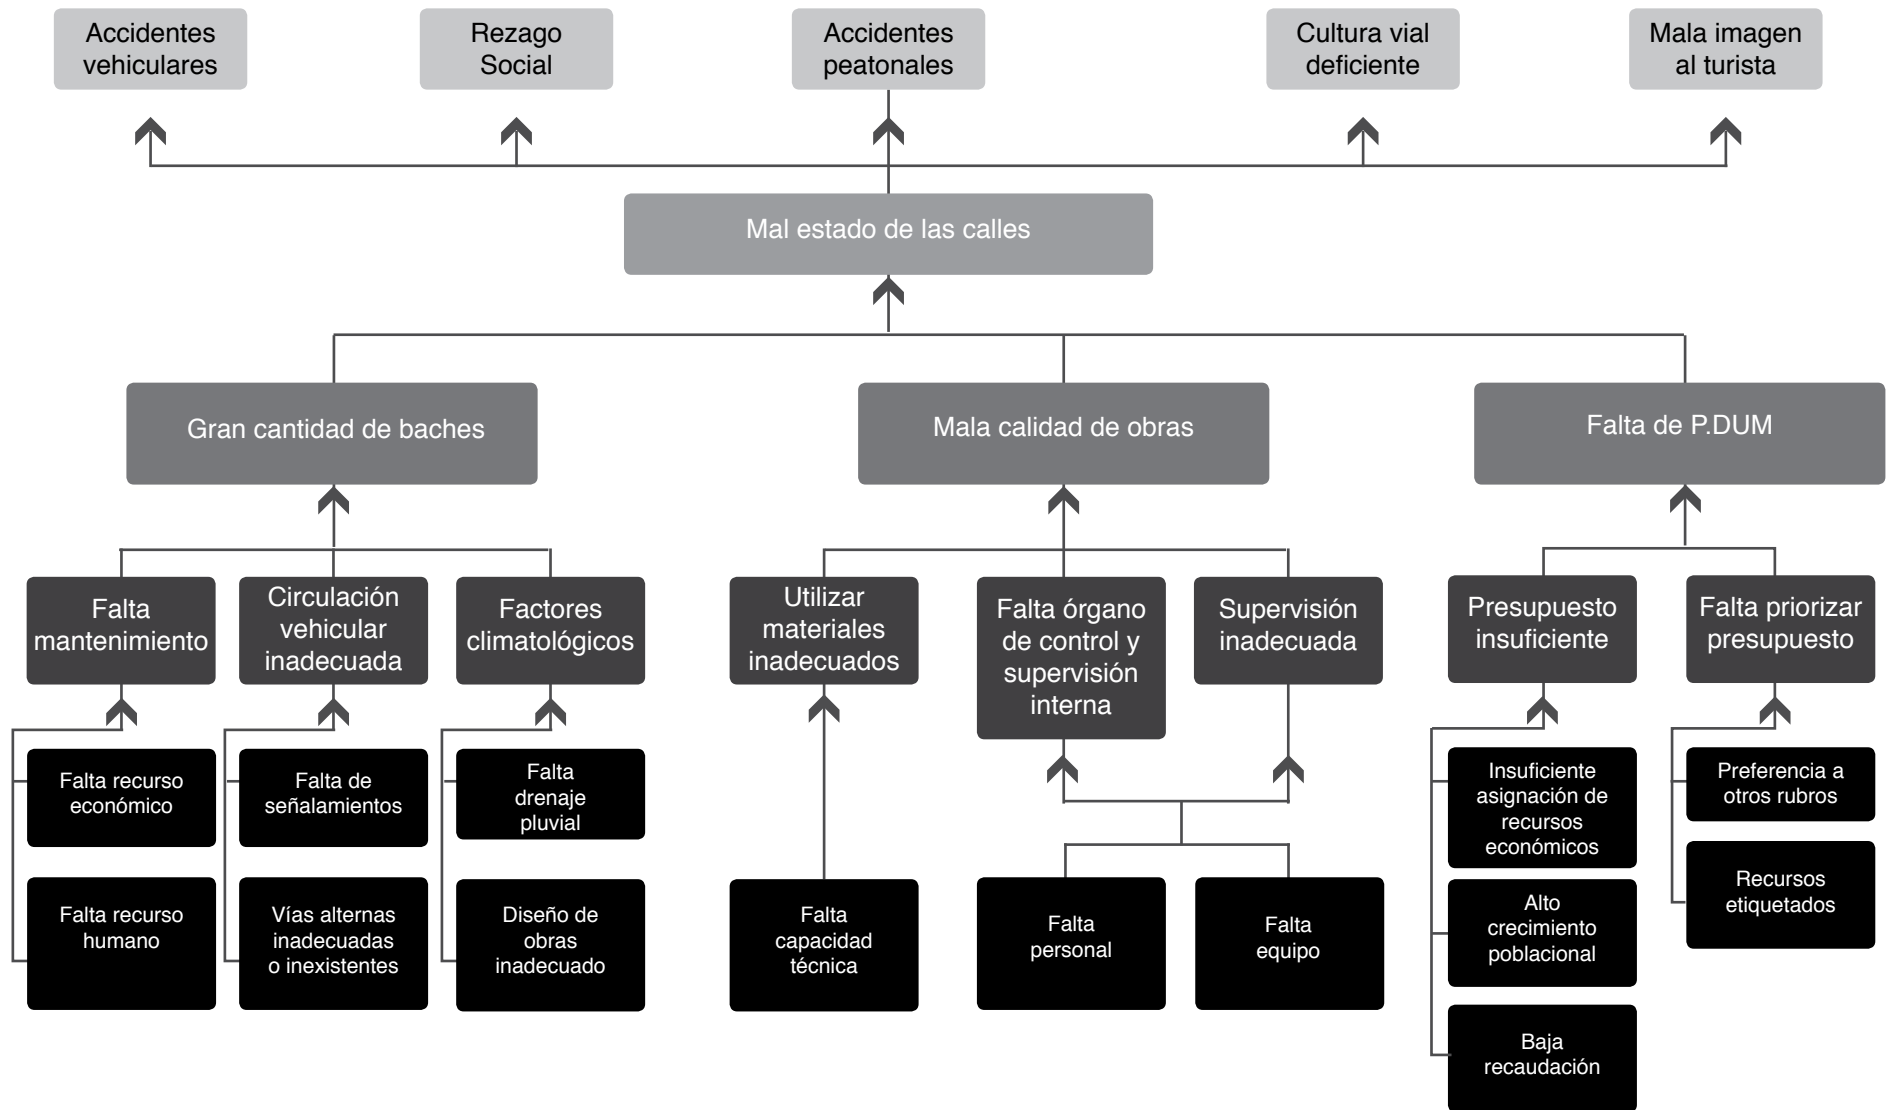 Accidentes
vehiculares
Rezago
Social
Accidentes
peatonales
Cultura vial
deficiente
Mala imagen
al turista
Mal estado de las calles
Gran cantidad de baches
Mala calidad de obras
Falta de P.DUM
Falta
mantenimiento
Circulación
vehicular
inadecuada
Factores
climatológicos
Utilizar
materiales
inadecuados
Falta órgano
de control y
supervisión
interna
Supervisión
inadecuada
Presupuesto
insuficiente
Falta priorizar
presupuesto
Falta recurso
económico
Falta de
señalamientos
Falta
drenaje
pluvial
Insuficiente
asignación de
recursos
económicos
Preferencia a
otros rubros
Falta recurso
humano
Vías alternas
inadecuadas
o inexistentes
Diseño de
obras
inadecuado
Falta
capacidad
técnica
Falta
personal
Falta
equipo
Alto
crecimiento
poblacional
Recursos
etiquetados
Baja
recaudación